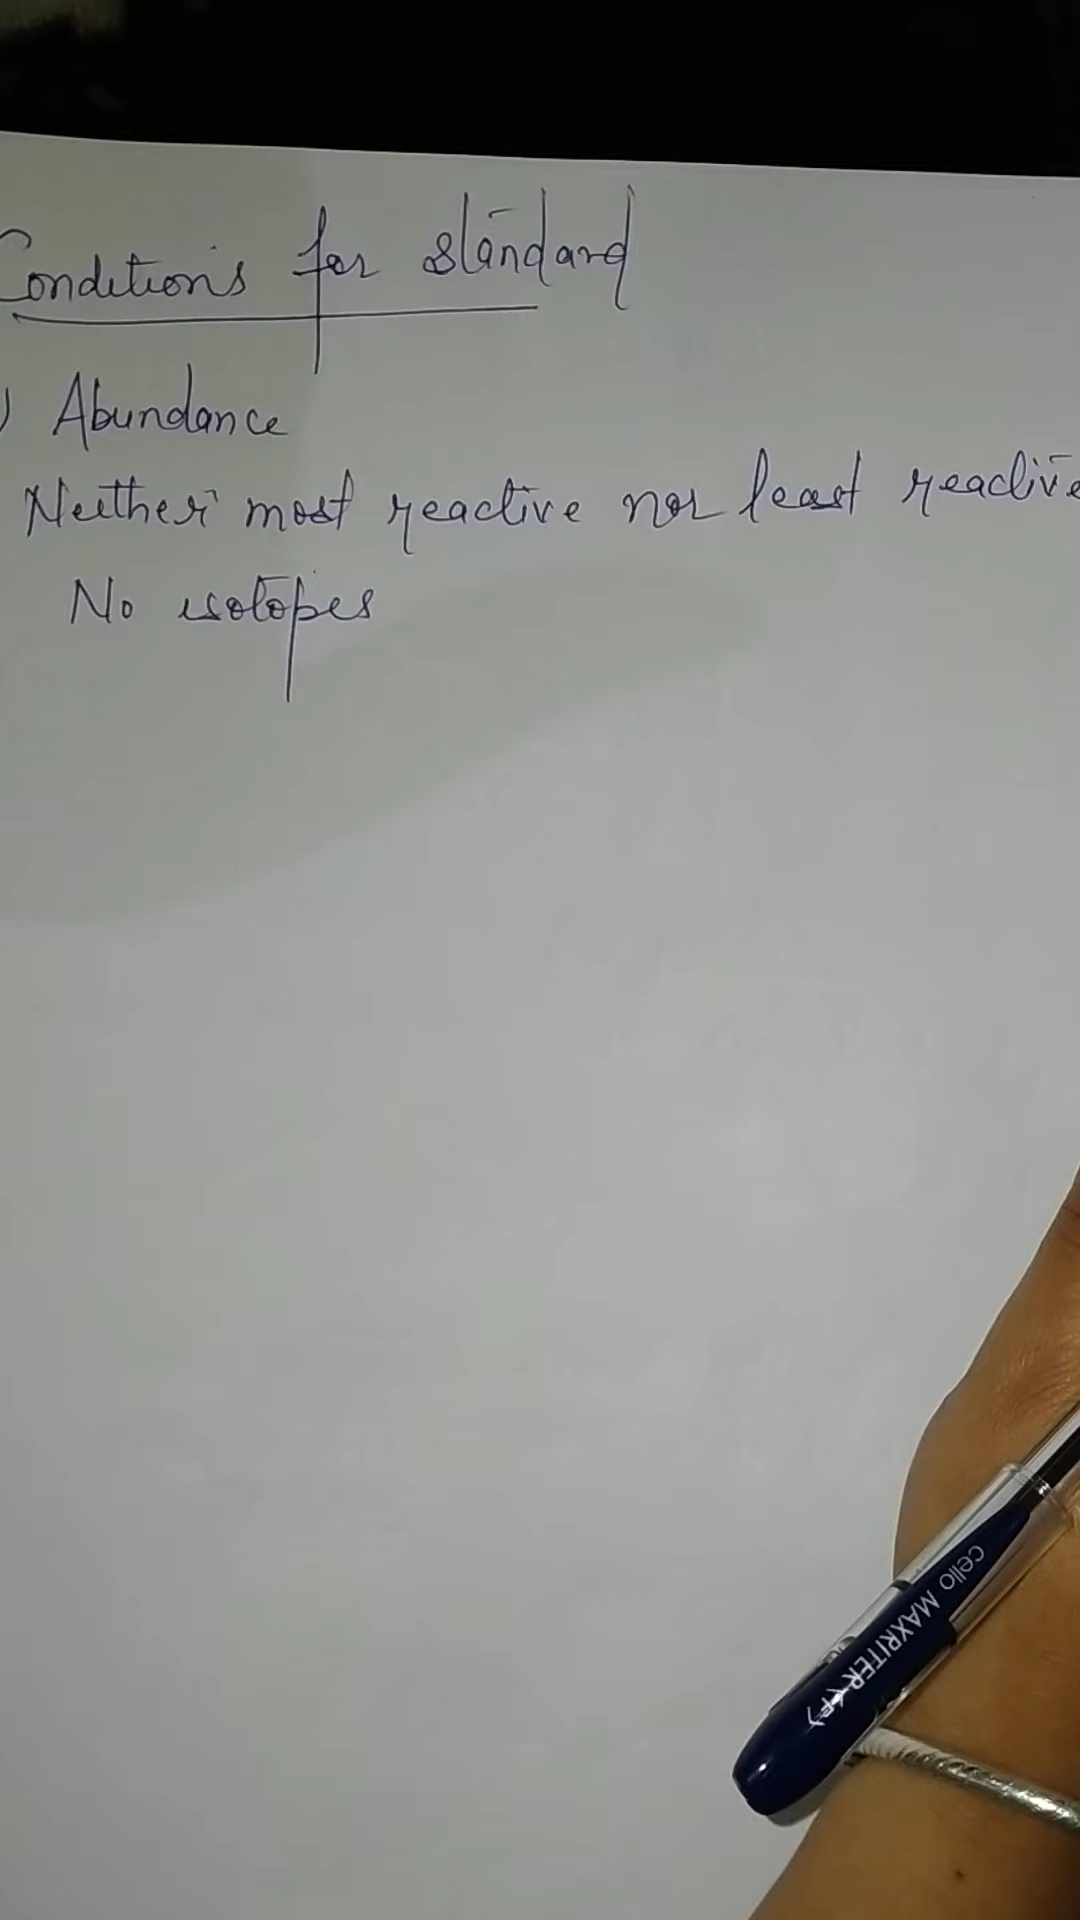 Conditions for standard
) Abundance
Neither most reactive nor least reactive
No isotopes
cello MAXRITER (F)